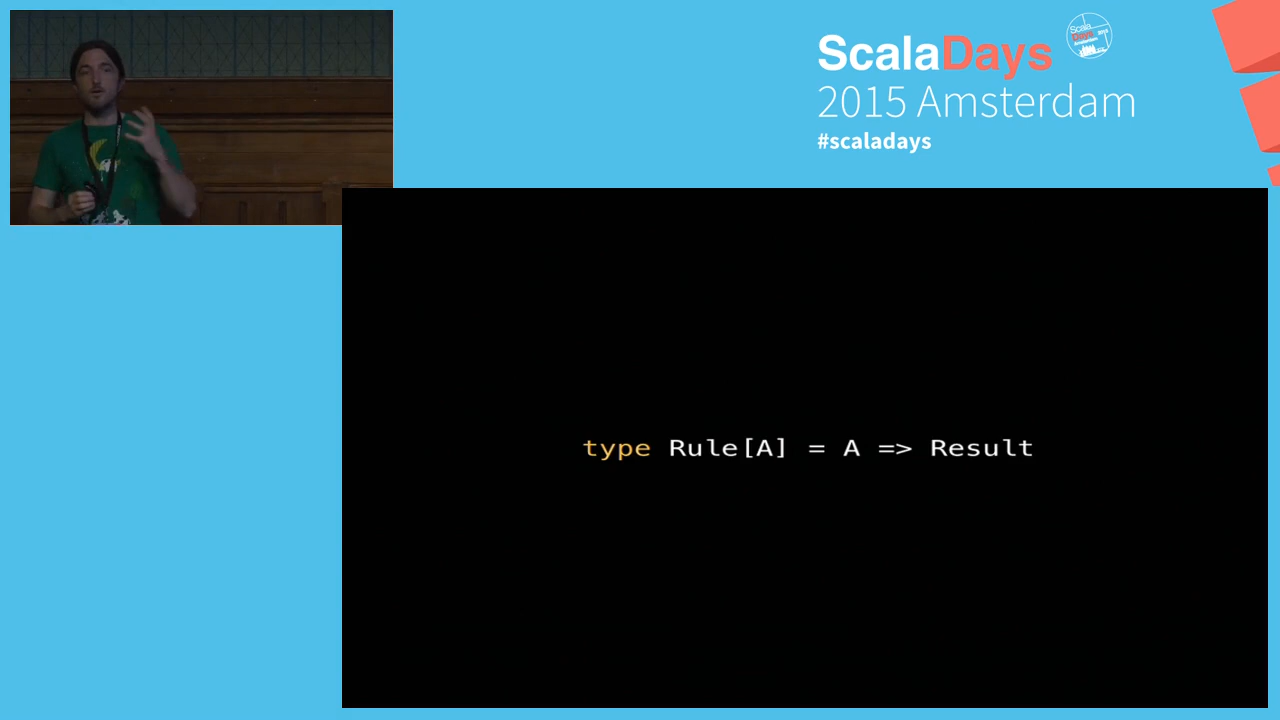 ScalaDays
2015 Amsterdam
#scaladays
type Rule[A] = A => Result